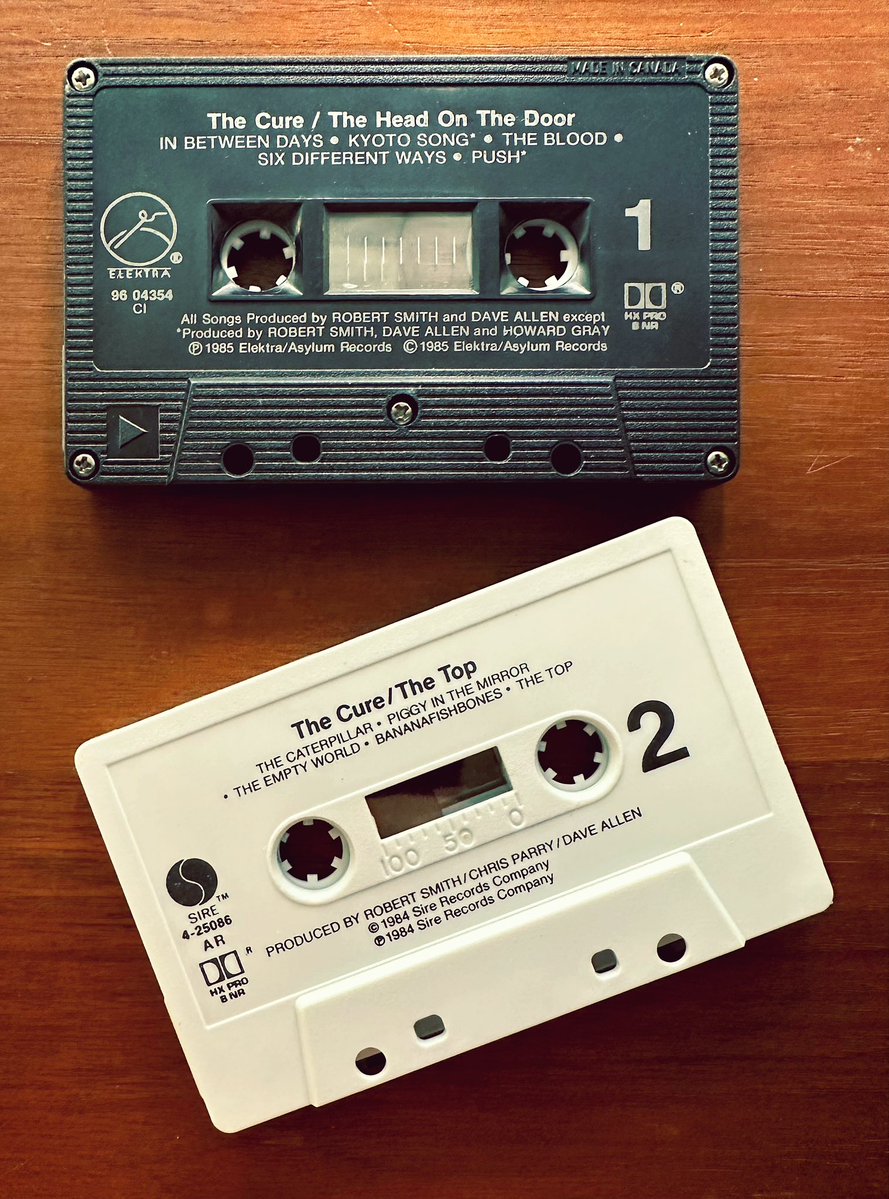 MADE IN CANADA
The Cure / The Head On The Door
IN BETWEEN DAYS • KYOTO SONG* • THE BLOOD •
SIX DIFFERENT WAYS • PUSH*
1
ELEKTRA ®
96 04354
CI
®
HX PRO
B NR
All Songs Produced by ROBERT SMITH and DAVE ALLEN except
*Produced by ROBERT SMITH, DAVE ALLEN and HOWARD GRAY
℗ 1985 Elektra/Asylum Records © 1985 Elektra/Asylum Records
The Cure/The Top
THE CATERPILLAR • PIGGY IN THE MIRROR
• THE EMPTY WORLD • BANANAFISHBONES • THE TOP
2
100 50 0
SIRE™
4-25086
AR
R
HX PRO
B NR
PRODUCED BY ROBERT SMITH/CHRIS PARRY/DAVE ALLEN
© 1984 Sire Records Company
℗ 1984 Sire Records Company